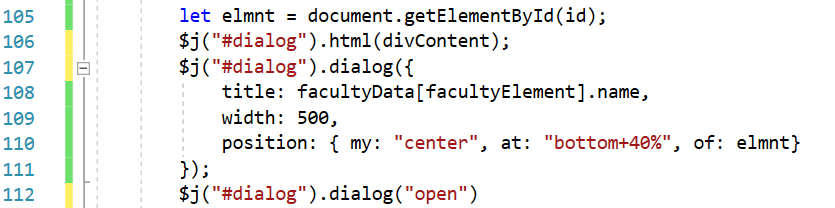 105 let elmnt = document.getElementById(id);
106 $j("#dialog").html(divContent);
107 $j("#dialog").dialog({
108 title: facultyData[facultyElement].name,
109 width: 500,
110 position: { my: "center", at: "bottom+40%", of: elmnt}
111 });
112 $j("#dialog").dialog("open")